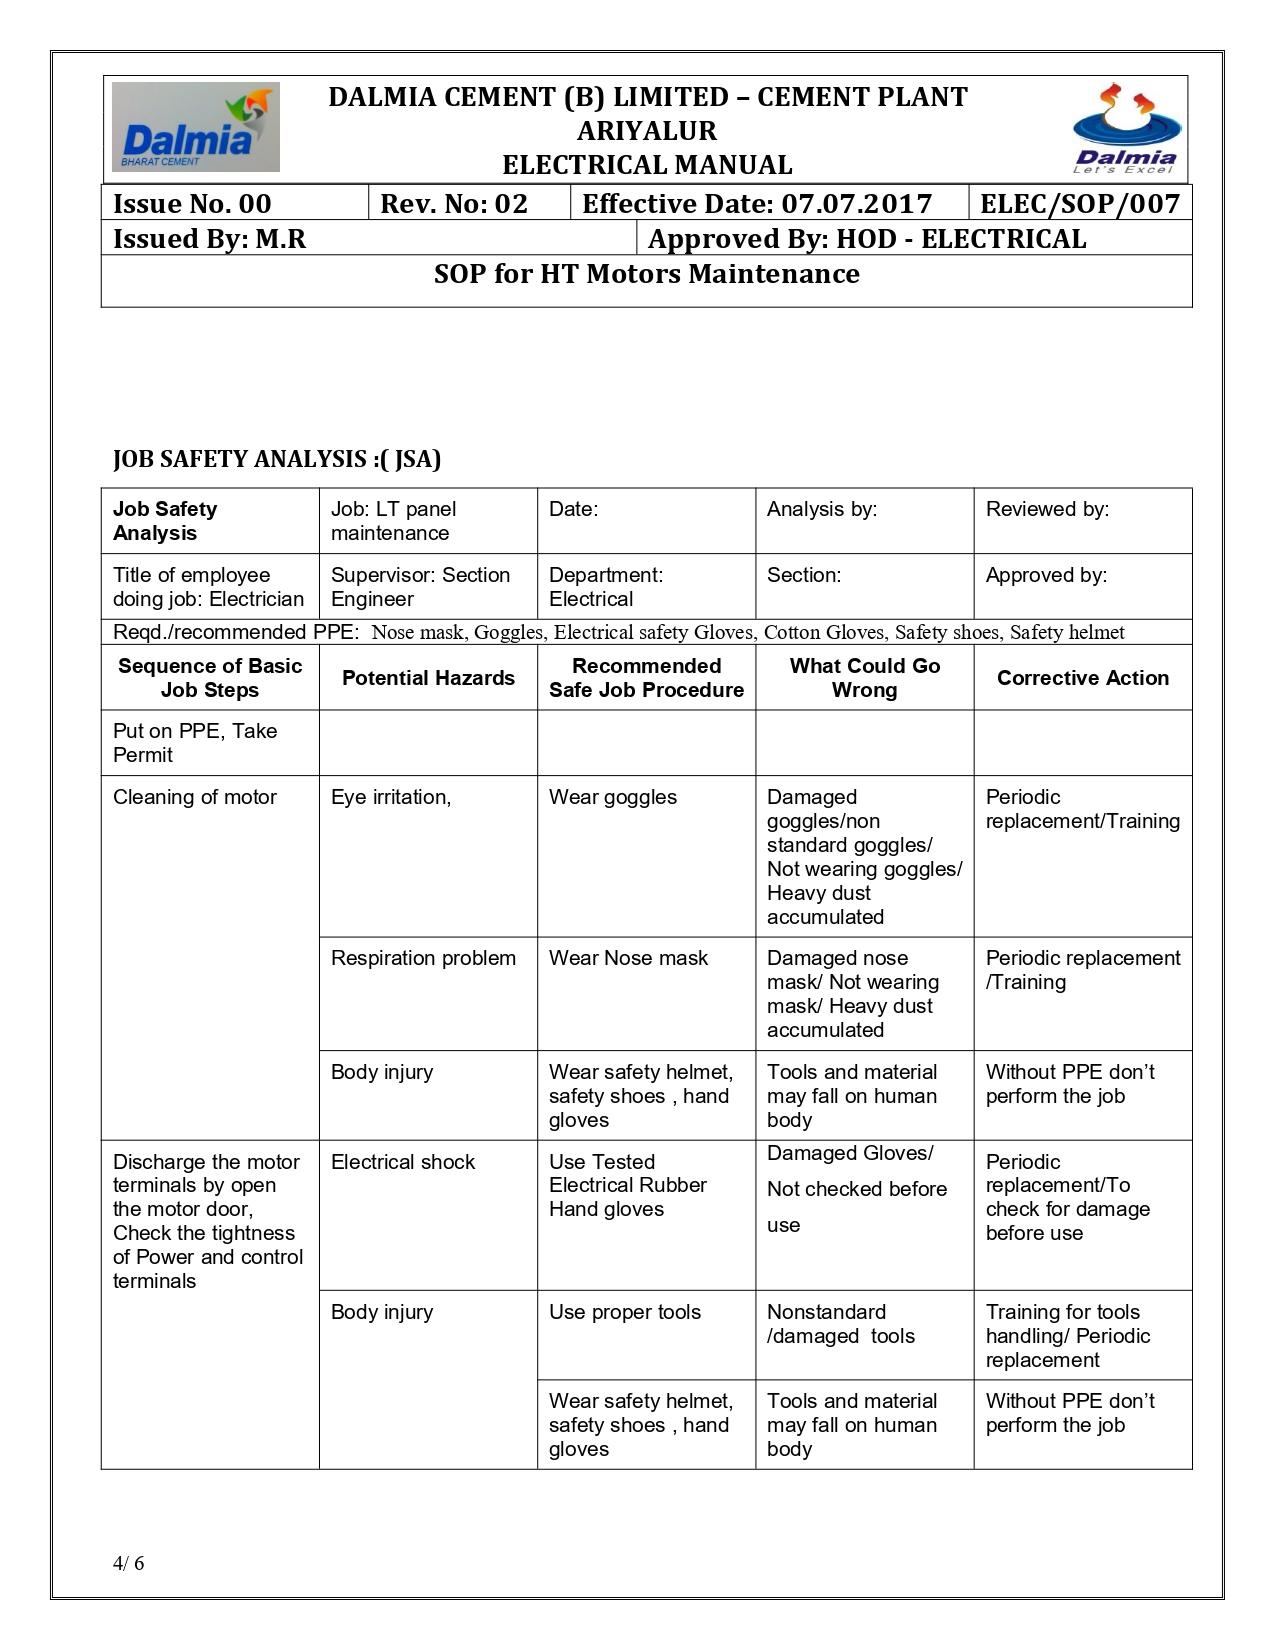 Dalmia
BHARAT CEMENT
DALMIA CEMENT (B) LIMITED – CEMENT PLANT
ARIYALUR
ELECTRICAL MANUAL
Dalmia
Let's Excel
Issue No. 00 Rev. No: 02 Effective Date: 07.07.2017 ELEC/SOP/007
Issued By: M.R Approved By: HOD - ELECTRICAL
SOP for HT Motors Maintenance
JOB SAFETY ANALYSIS :( JSA)
Job Safety
Analysis
Job: LT panel
maintenance
Date:
Analysis by:
Reviewed by:
Title of employee
doing job: Electrician
Supervisor: Section
Engineer
Department:
Electrical
Section:
Approved by:
Reqd./recommended PPE: Nose mask, Goggles, Electrical safety Gloves, Cotton Gloves, Safety shoes, Safety helmet
Sequence of Basic
Job Steps
Potential Hazards
Recommended
Safe Job Procedure
What Could Go
Wrong
Corrective Action
Put on PPE, Take
Permit
Cleaning of motor
Eye irritation,
Wear goggles
Damaged
goggles/non
standard goggles/
Not wearing goggles/
Heavy dust
accumulated
Periodic
replacement/Training
Respiration problem
Wear Nose mask
Damaged nose
mask/ Not wearing
mask/ Heavy dust
accumulated
Periodic replacement
/Training
Body injury
Wear safety helmet,
safety shoes , hand
gloves
Tools and material
may fall on human
body
Without PPE don’t
perform the job
Discharge the motor
terminals by open
the motor door,
Check the tightness
of Power and control
terminals
Electrical shock
Use Tested
Electrical Rubber
Hand gloves
Damaged Gloves/
Not checked before
use
Periodic
replacement/To
check for damage
before use
Body injury
Use proper tools
Nonstandard
/damaged tools
Training for tools
handling/ Periodic
replacement
Wear safety helmet,
safety shoes , hand
gloves
Tools and material
may fall on human
body
Without PPE don’t
perform the job
4/ 6